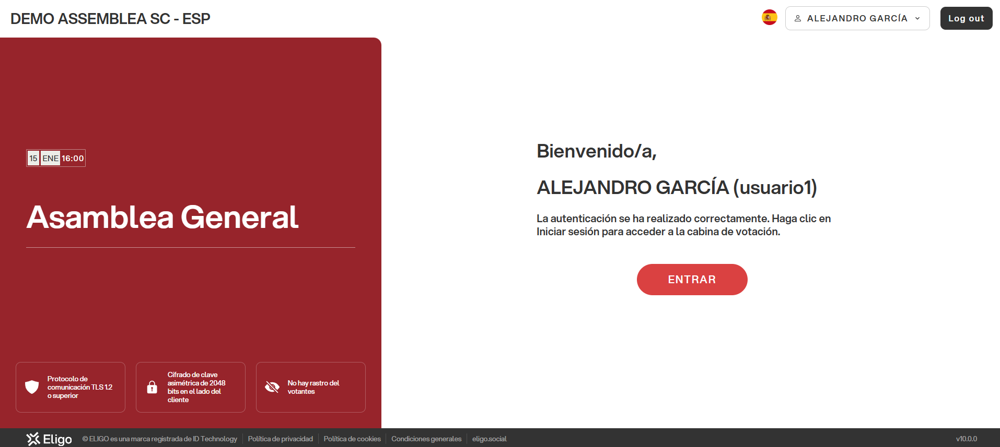 DEMO ASSEMBLEA SC - ESP
ALEJANDRO GARCÍA
Log out
15 ENE 16:00
Asamblea General
Bienvenido/a,
ALEJANDRO GARCÍA (usuario1)
La autenticación se ha realizado correctamente. Haga clic en
Iniciar sesión para acceder a la cabina de votación.
ENTRAR
Protocolo de
comunicación TLS 1.2
o superior
Cifrado de clave
asimétrica de 2048
bits en el lado del
cliente
No hay rastro del
votantes
Eligo
© ELIGO es una marca registrada de ID Technology
Política de privacidad
Política de cookies
Condiciones generales
eligo.social
v10.0.0